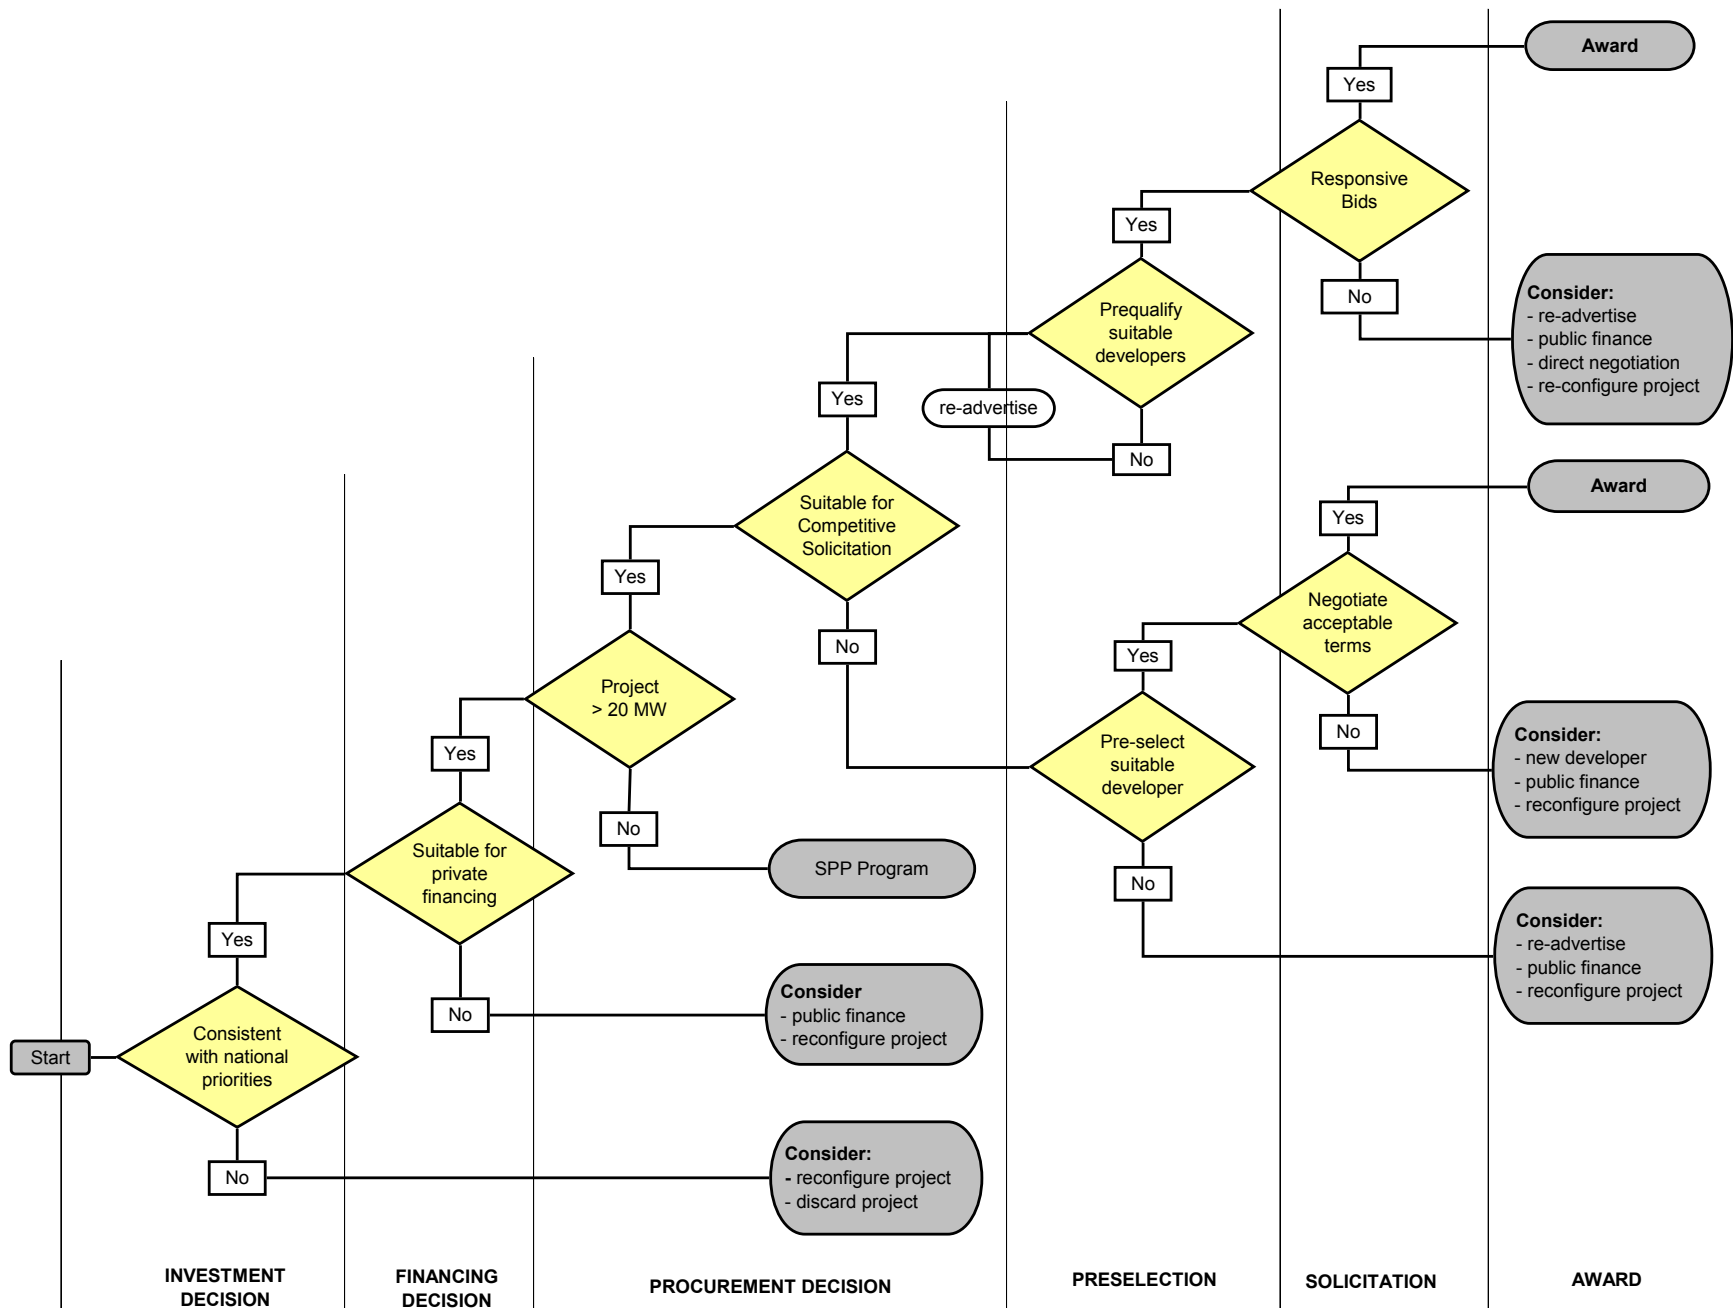 Award
Yes
Responsive
Bids
No
Consider:
- re-advertise
- public finance
- direct negotiation
- re-configure project
Yes
Prequalify
suitable
developers
re-advertise
No
Yes
Suitable for
Competitive
Solicitation
No
Award
Yes
Negotiate
acceptable
terms
No
Consider:
- new developer
- public finance
- reconfigure project
Yes
Pre-select
suitable
developer
No
Consider:
- re-advertise
- public finance
- reconfigure project
Yes
Project
> 20 MW
No
SPP Program
Yes
Suitable for
private
financing
No
Consider
- public finance
- reconfigure project
Yes
Start
Consistent
with national
priorities
No
Consider:
- reconfigure project
- discard project
INVESTMENT
DECISION
FINANCING
DECISION
PROCUREMENT DECISION
PRESELECTION
SOLICITATION
AWARD